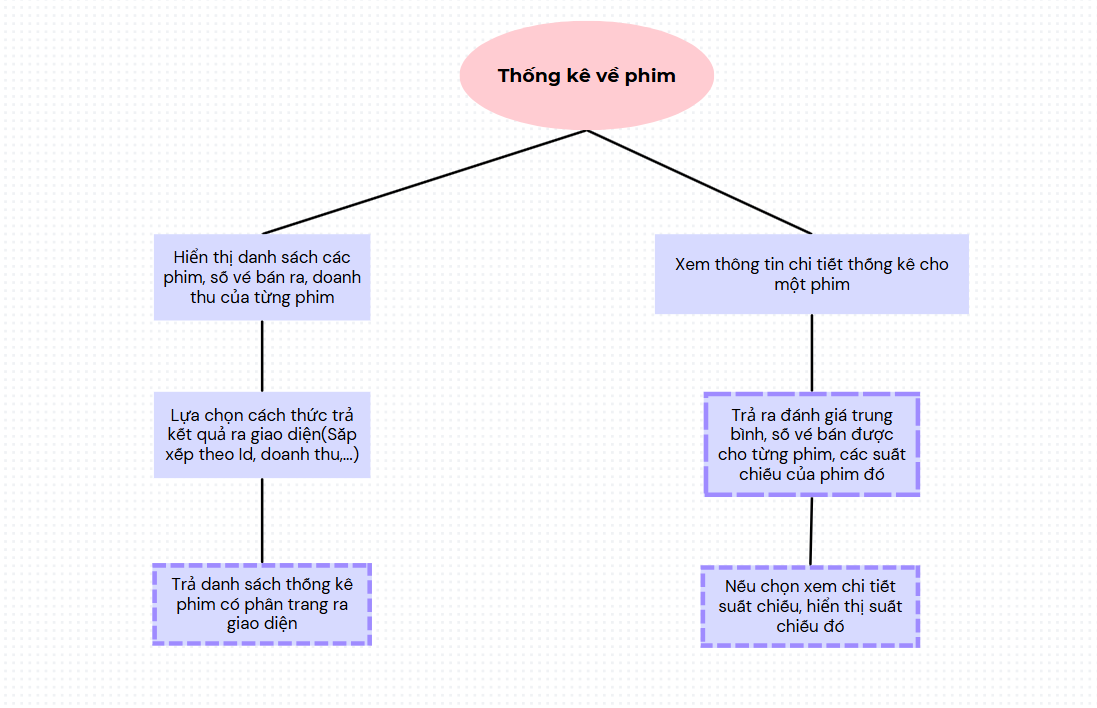 Thống kê về phim
Hiển thị danh sách các
phim, số vé bán ra, doanh
thu của từng phim
Lựa chọn cách thức trả
kết quả ra giao diện(Sắp
xếp theo Id, doanh thu,...)
Trả danh sách thống kê
phim có phân trang ra
giao diện
Xem thông tin chi tiết thống kê cho
một phim
Trả ra đánh giá trung
bình, số vé bán được
cho từng phim, các suất
chiếu của phim đó
Nếu chọn xem chi tiết
suất chiếu, hiển thị suất
chiếu đó